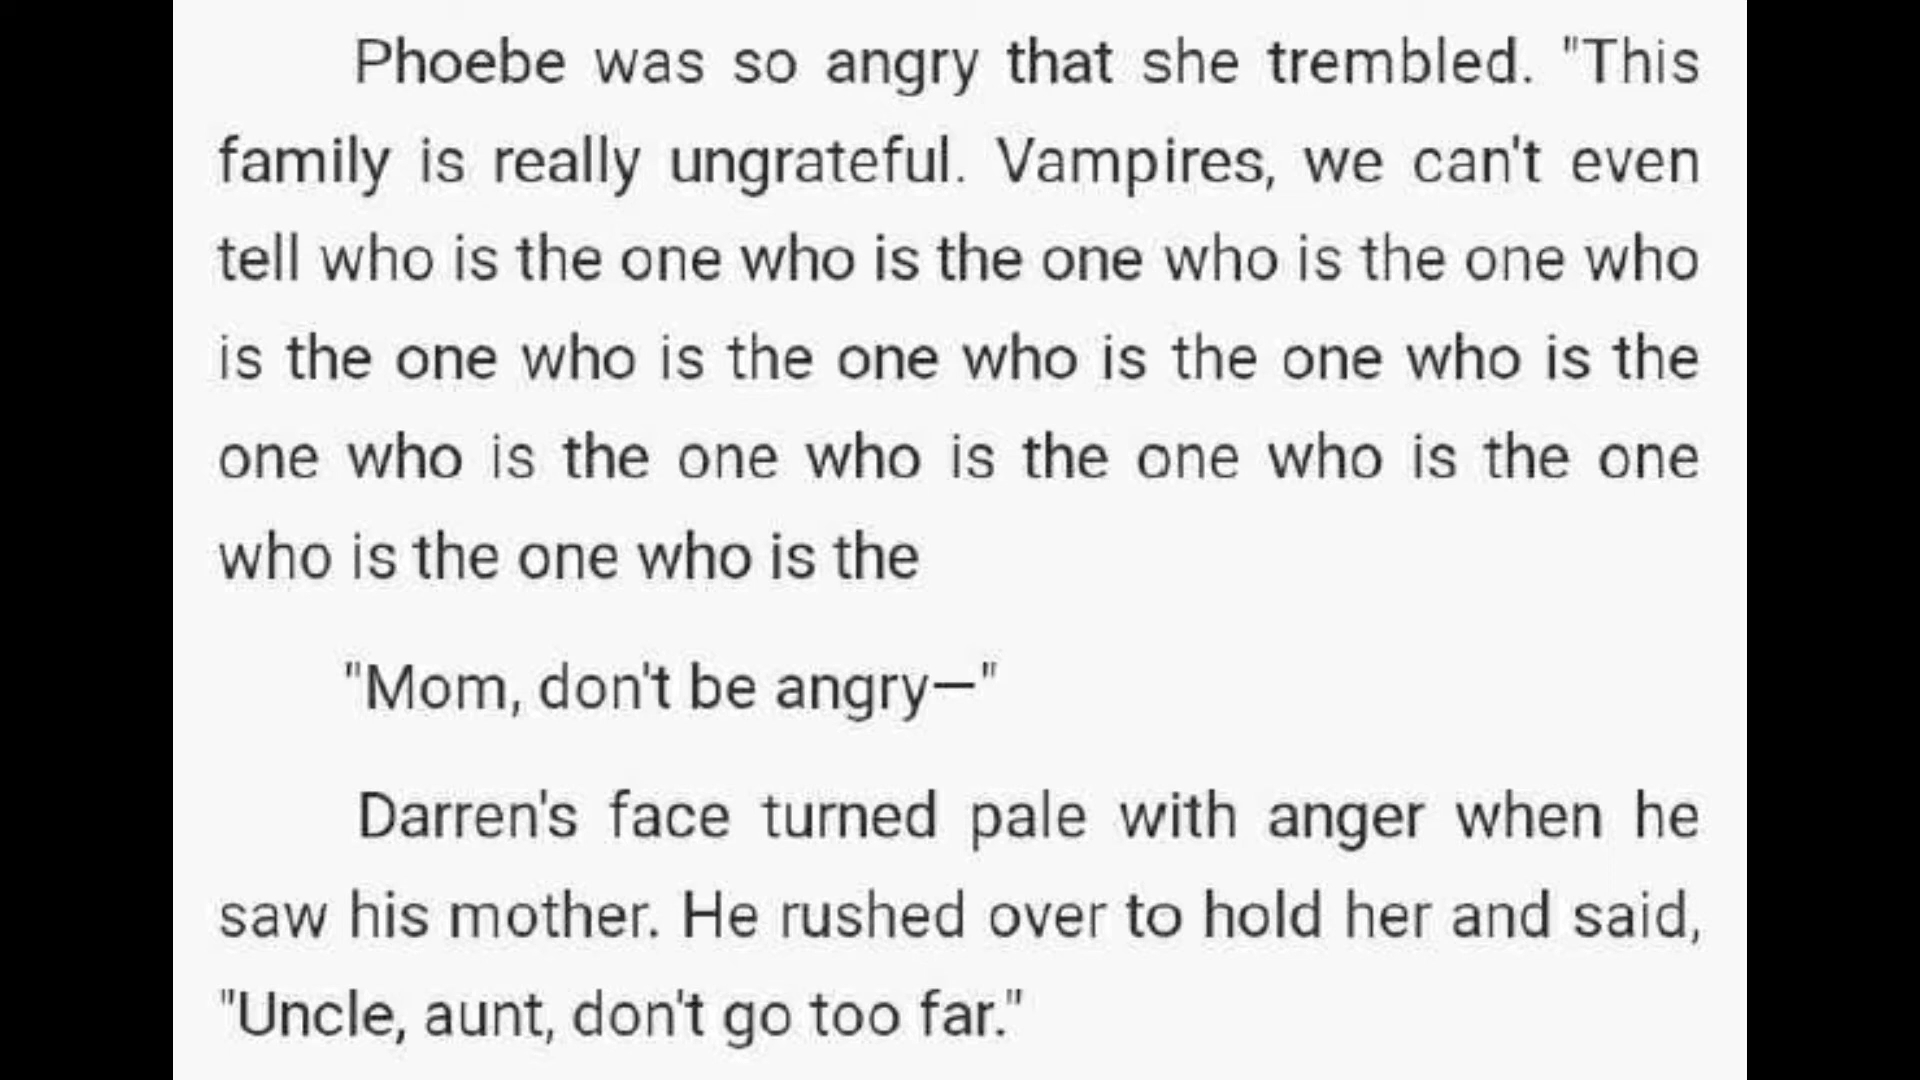 Phoebe was so angry that she trembled. "This
family is really ungrateful. Vampires, we can't even
tell who is the one who is the one who is the one who
is the one who is the one who is the one who is the
one who is the one who is the one who is the one
who is the one who is the
"Mom, don't be angry—"
Darren's face turned pale with anger when he
saw his mother. He rushed over to hold her and said,
"Uncle, aunt, don't go too far."